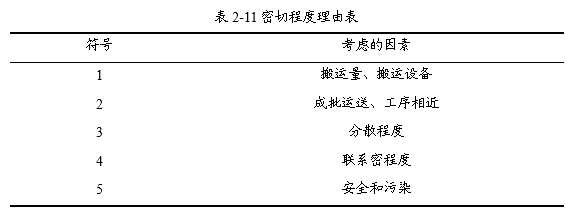 表 2-11 密切程度理由表
符号 考虑的因素
1 搬运量、搬运设备
2 成批运送、工序相近
3 分散程度
4 联系密程度
5 安全和污染